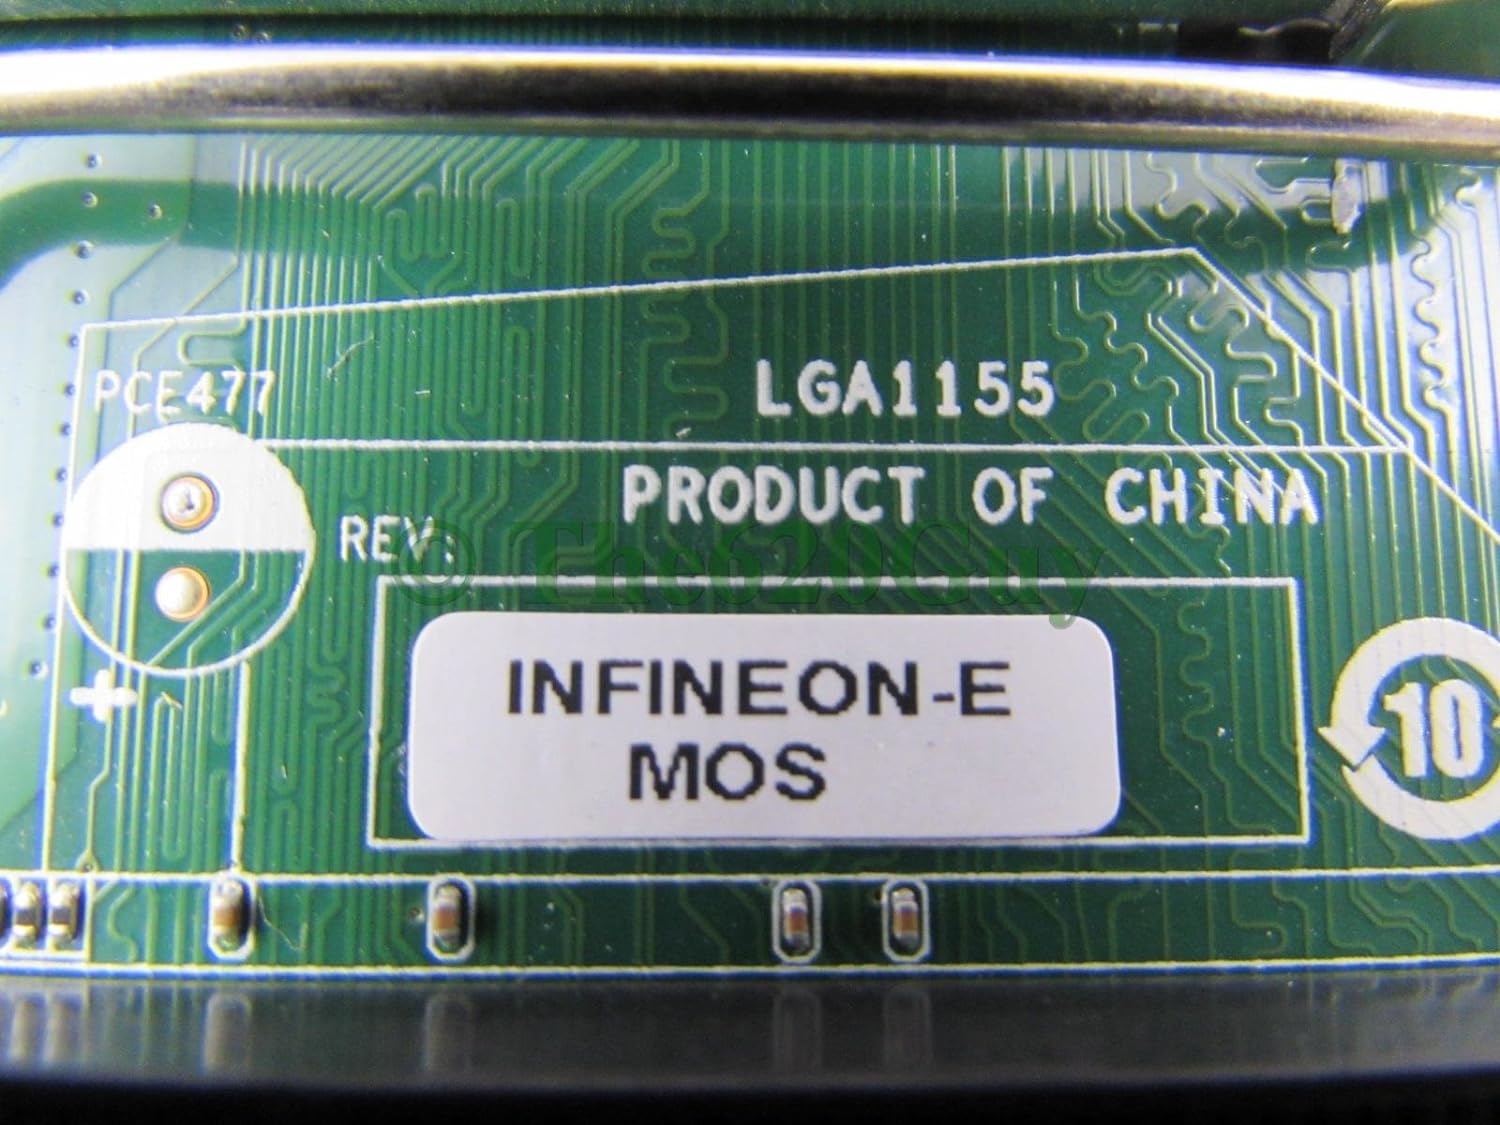 PCE477
LGA1155
PRODUCT OF CHINA
REV:
© The620Guy
INFINEON-E
MOS
+
10